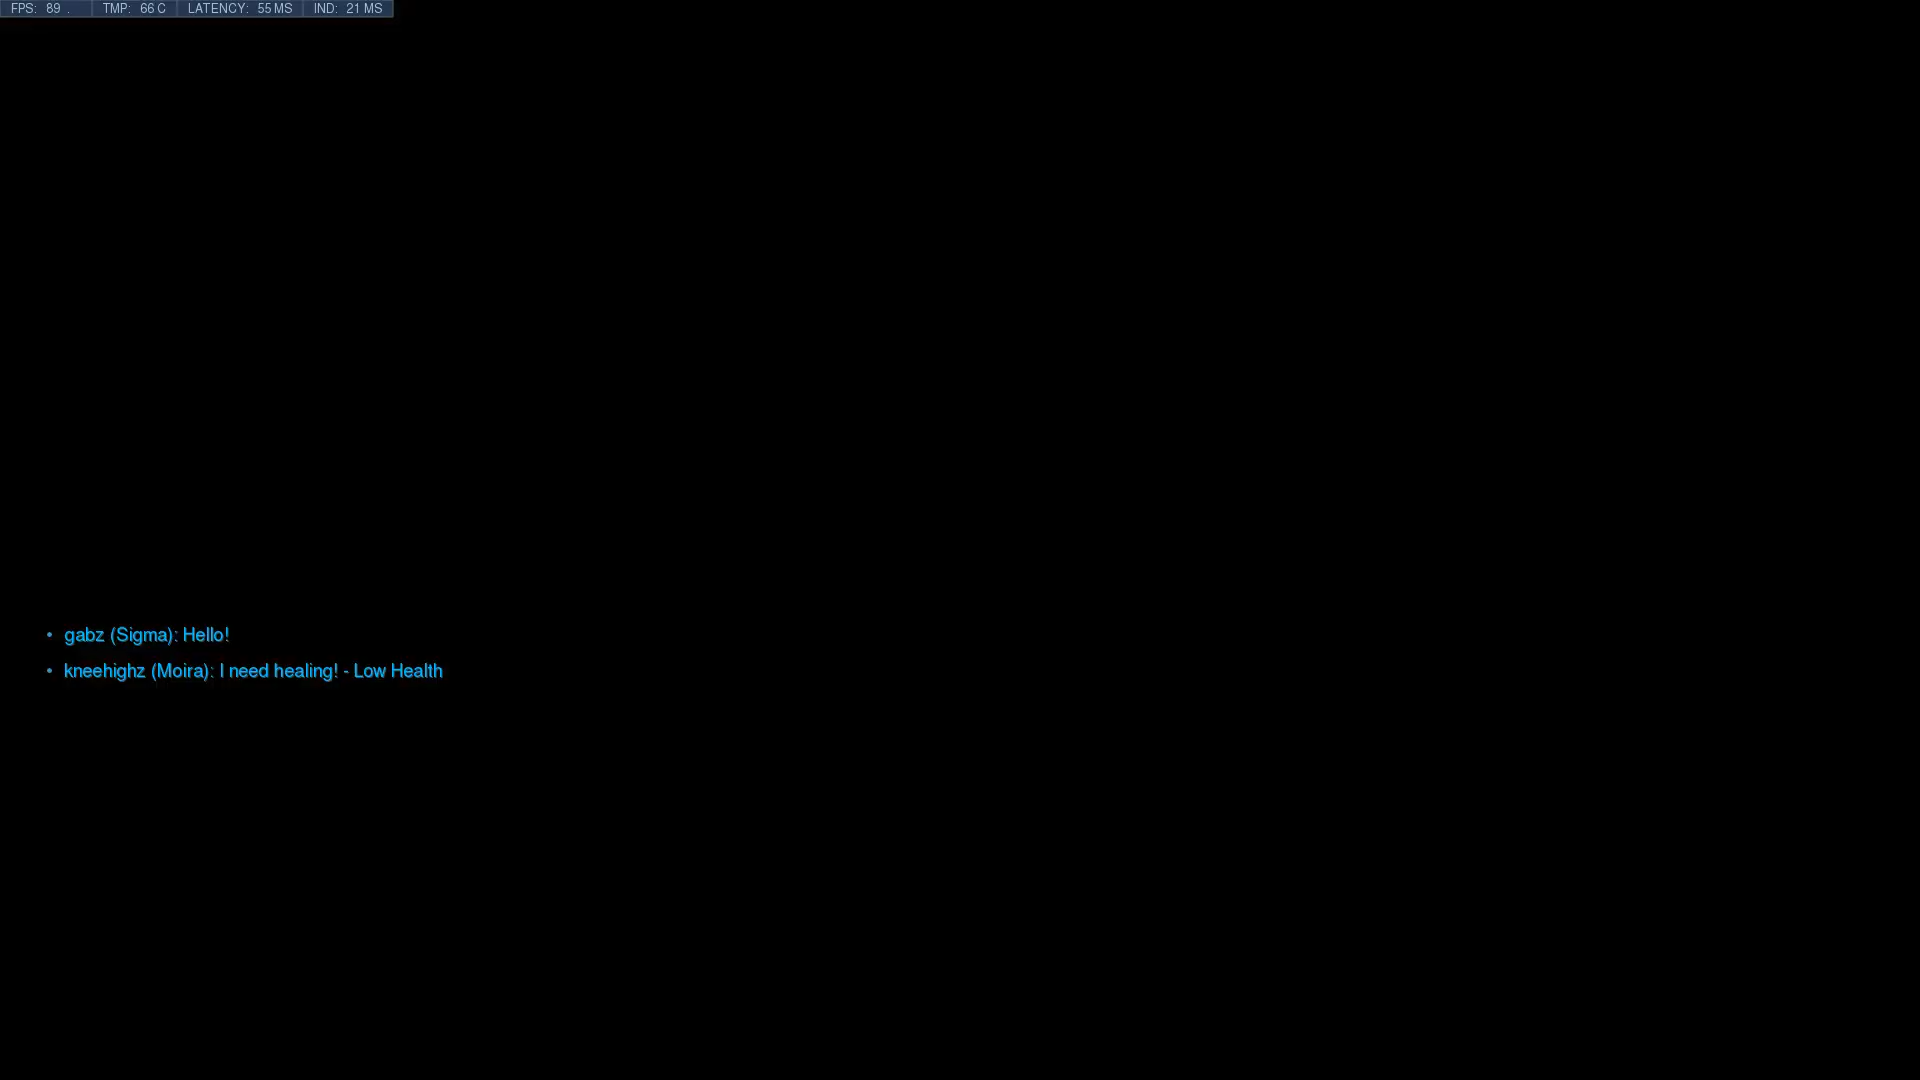 FPS: 89 . TMP: 66 C LATENCY: 55 MS IND: 21 MS
• gabz (Sigma): Hello!
• kneehighz (Moira): I need healing! - Low Health